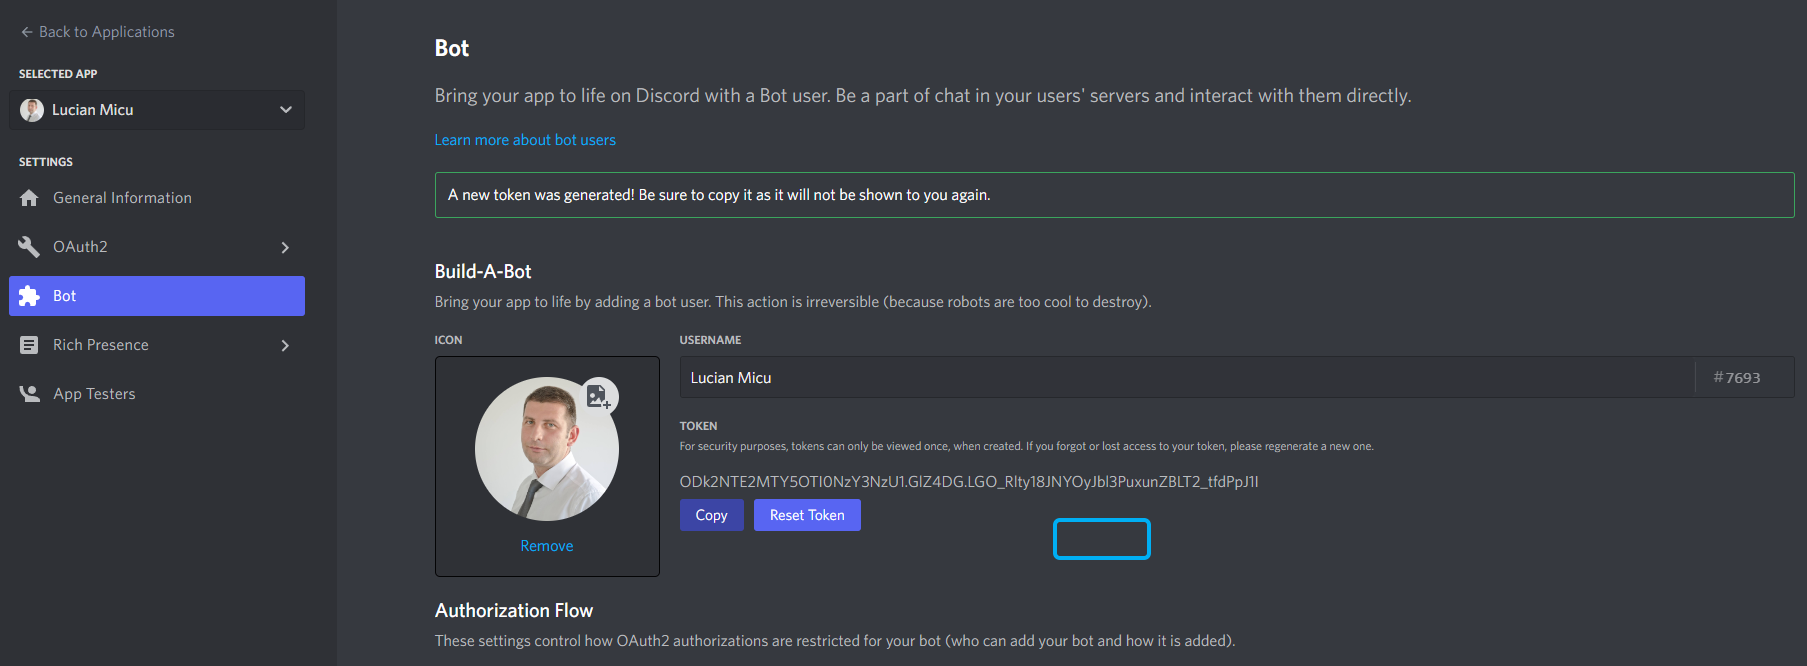 Back to Applications
SELECTED APP
Lucian Micu
SETTINGS
General Information
OAuth2
Bot
Rich Presence
App Testers
Bot
Bring your app to life on Discord with a Bot user. Be a part of chat in your users' servers and interact with them directly.
Learn more about bot users
A new token was generated! Be sure to copy it as it will not be shown to you again.
Build-A-Bot
Bring your app to life by adding a bot user. This action is irreversible (because robots are too cool to destroy).
ICON
Remove
USERNAME
Lucian Micu #7693
TOKEN
For security purposes, tokens can only be viewed once, when created. If you forgot or lost access to your token, please regenerate a new one.
Copy Reset Token
Authorization Flow
These settings control how OAuth2 authorizations are restricted for your bot (who can add your bot and how it is added).